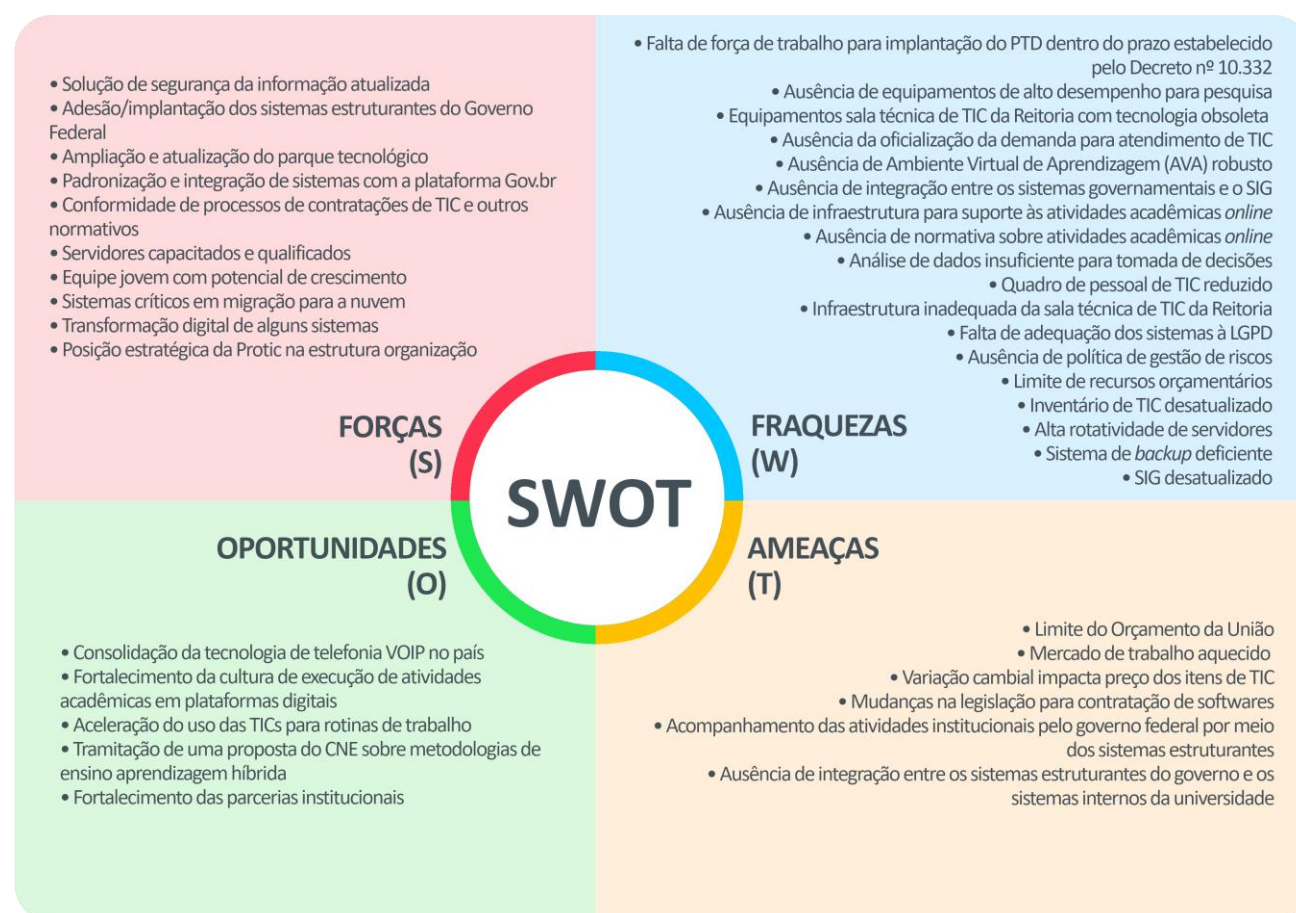 • Solução de segurança da informação atualizada
• Adesão/implantação dos sistemas estruturantes do Governo
Federal
• Ampliação e atualização do parque tecnológico
• Padronização e integração de sistemas com a plataforma Gov.br
• Conformidade de processos de contratações de TIC e outros
normativos
• Servidores capacitados e qualificados
• Equipe jovem com potencial de crescimento
• Sistemas críticos em migração para a nuvem
• Transformação digital de alguns sistemas
• Posição estratégica da Protic na estrutura organização
FORÇAS
(S)
• Falta de força de trabalho para implantação do PTD dentro do prazo estabelecido
pelo Decreto nº 10.332
• Ausência de equipamentos de alto desempenho para pesquisa
• Equipamentos sala técnica de TIC da Reitoria com tecnologia obsoleta
• Ausência da oficialização da demanda para atendimento de TIC
• Ausência de Ambiente Virtual de Aprendizagem (AVA) robusto
• Ausência de integração entre os sistemas governamentais e o SIG
• Ausência de infraestrutura para suporte às atividades acadêmicas online
• Ausência de normativa sobre atividades acadêmicas online
• Análise de dados insuficiente para tomada de decisões
• Quadro de pessoal de TIC reduzido
• Infraestrutura inadequada da sala técnica de TIC da Reitoria
• Falta de adequação dos sistemas à LGPD
• Ausência de política de gestão de riscos
• Limite de recursos orçamentários
• Inventário de TIC desatualizado
• Alta rotatividade de servidores
• Sistema de backup deficiente
• SIG desatualizado
FRAQUEZAS
(W)
SWOT
OPORTUNIDADES
(O)
• Consolidação da tecnologia de telefonia VOIP no país
• Fortalecimento da cultura de execução de atividades
acadêmicas em plataformas digitais
• Aceleração do uso das TICs para rotinas de trabalho
• Tramitação de uma proposta do CNE sobre metodologias de
ensino aprendizagem híbrida
• Fortalecimento das parcerias institucionais
AMEAÇAS
(T)
• Limite do Orçamento da União
• Mercado de trabalho aquecido
• Variação cambial impacta preço dos itens de TIC
• Mudanças na legislação para contratação de softwares
• Acompanhamento das atividades institucionais pelo governo federal por meio
dos sistemas estruturantes
• Ausência de integração entre os sistemas estruturantes do governo e os
sistemas internos da universidade